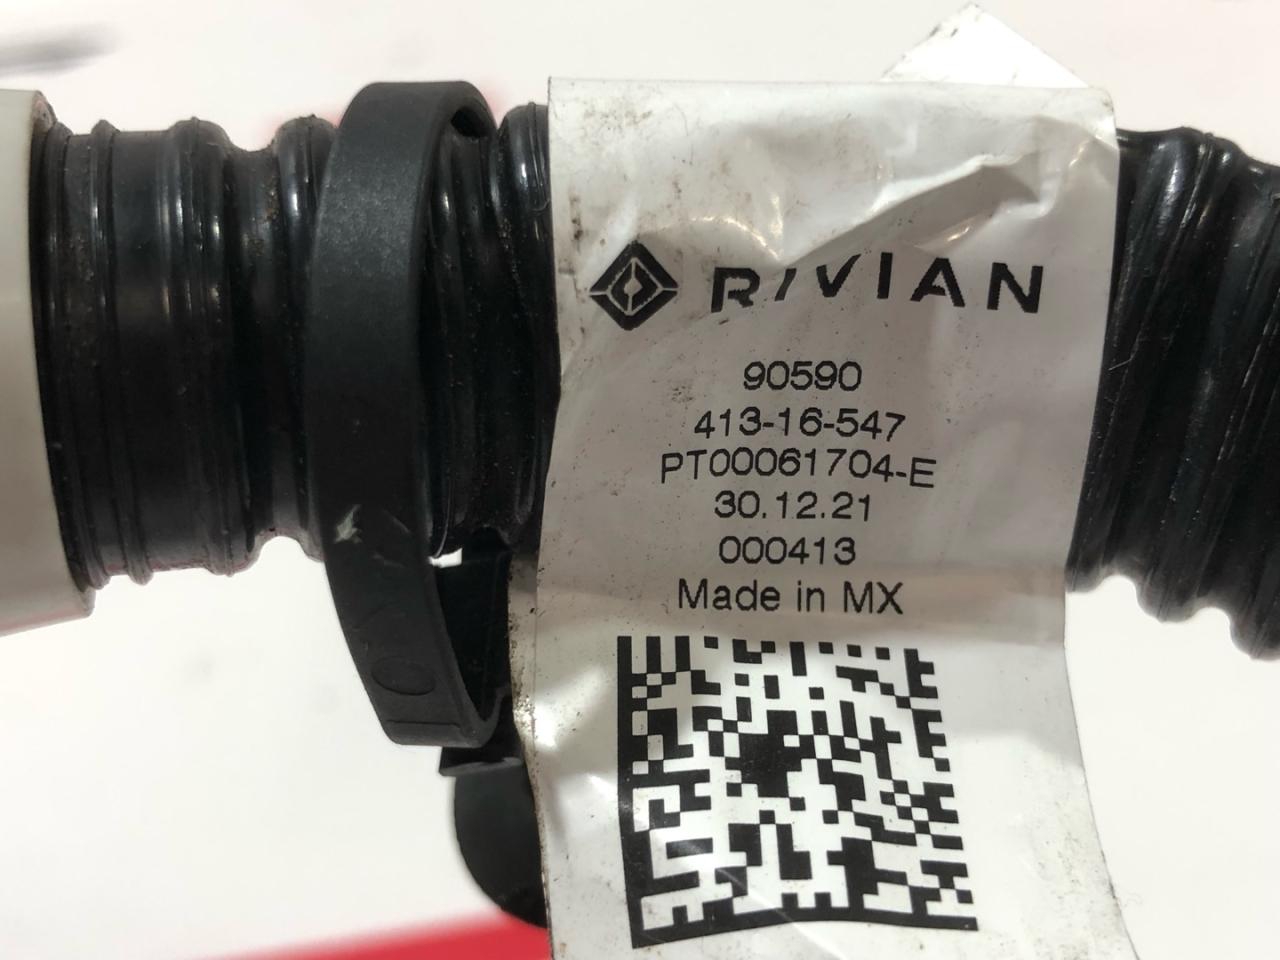 RIVIAN
90590
413-16-547
PT00061704-E
30.12.21
000413
Made in MX